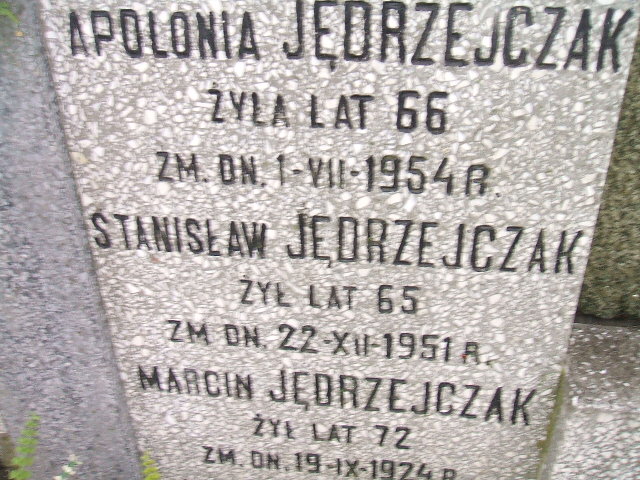 APOLONIA JĘDRZEJCZAK
ŻYŁA LAT 66
ZM. DN. 1-VII-1954 R.
STANISŁAW JĘDRZEJCZAK
ŻYŁ LAT 65
ZM DN. 22-XII-1951 R.
MARCIN JĘDRZEJCZAK
ŻYŁ LAT 72
ZM. DN. 19-IX-1924 R